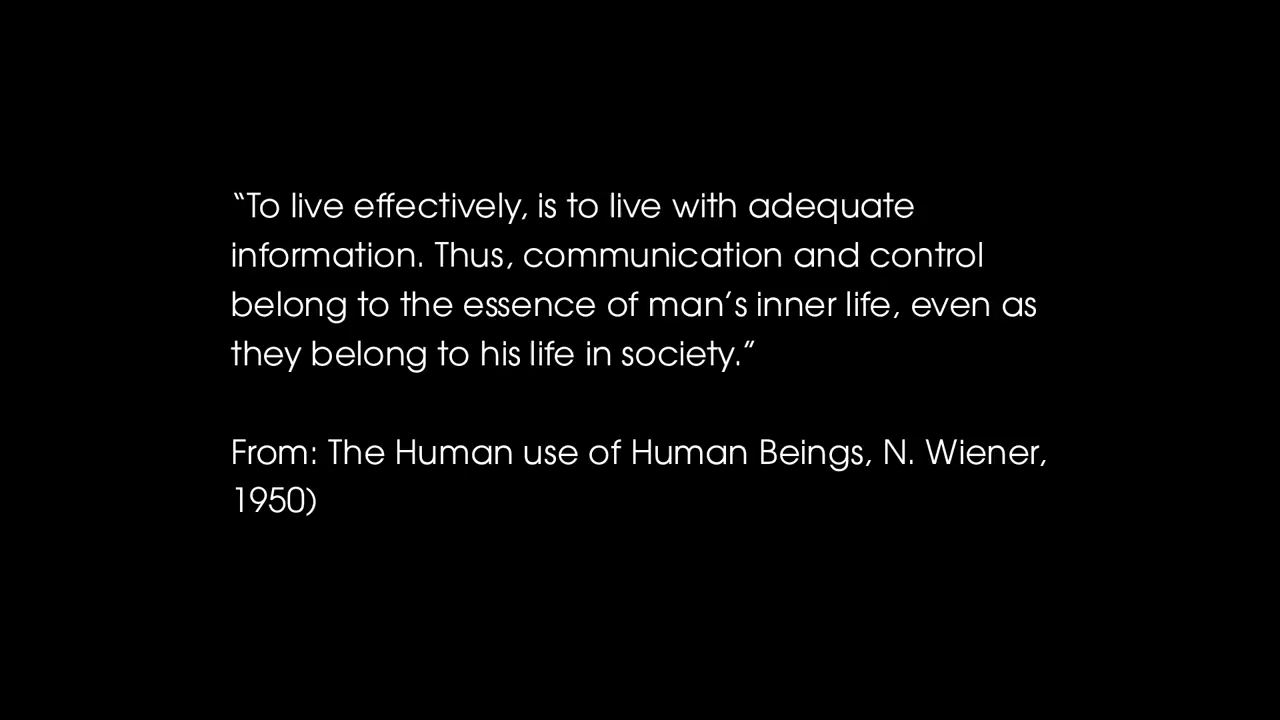 “To live effectively, is to live with adequate
information. Thus, communication and control
belong to the essence of man’s inner life, even as
they belong to his life in society.”
From: The Human use of Human Beings, N. Wiener,
1950)